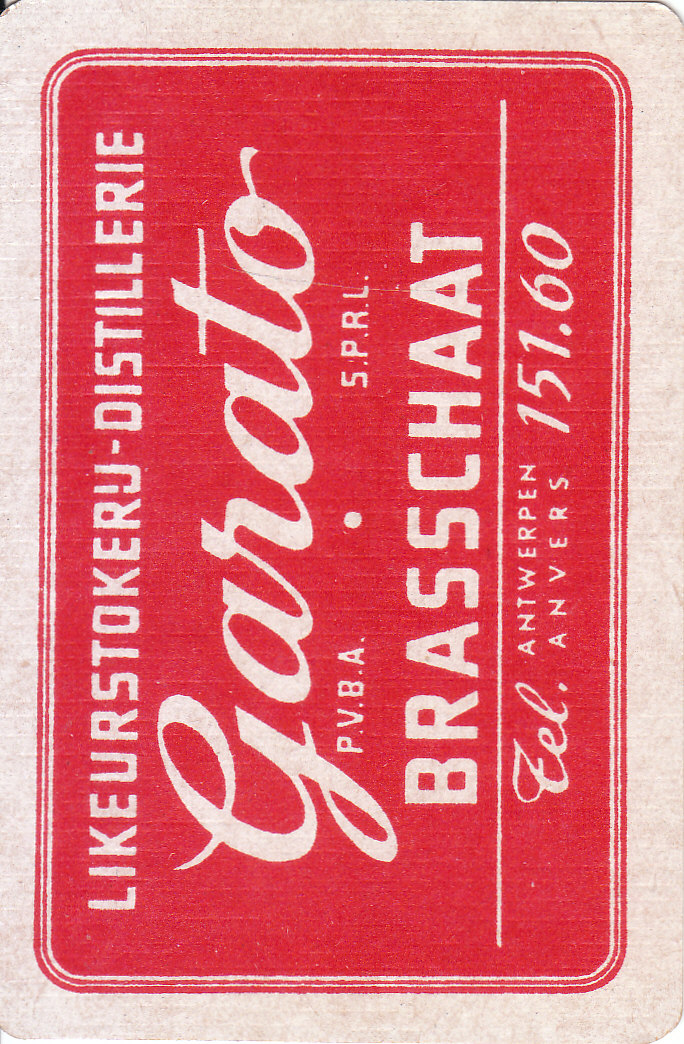 LIKEURSTOKERIJ-DISTILLERIE
Garato
P.V.B.A. • S.P.R.L.
BRASSCHAAT
Tel. ANTWERPEN 151.60
ANVERS